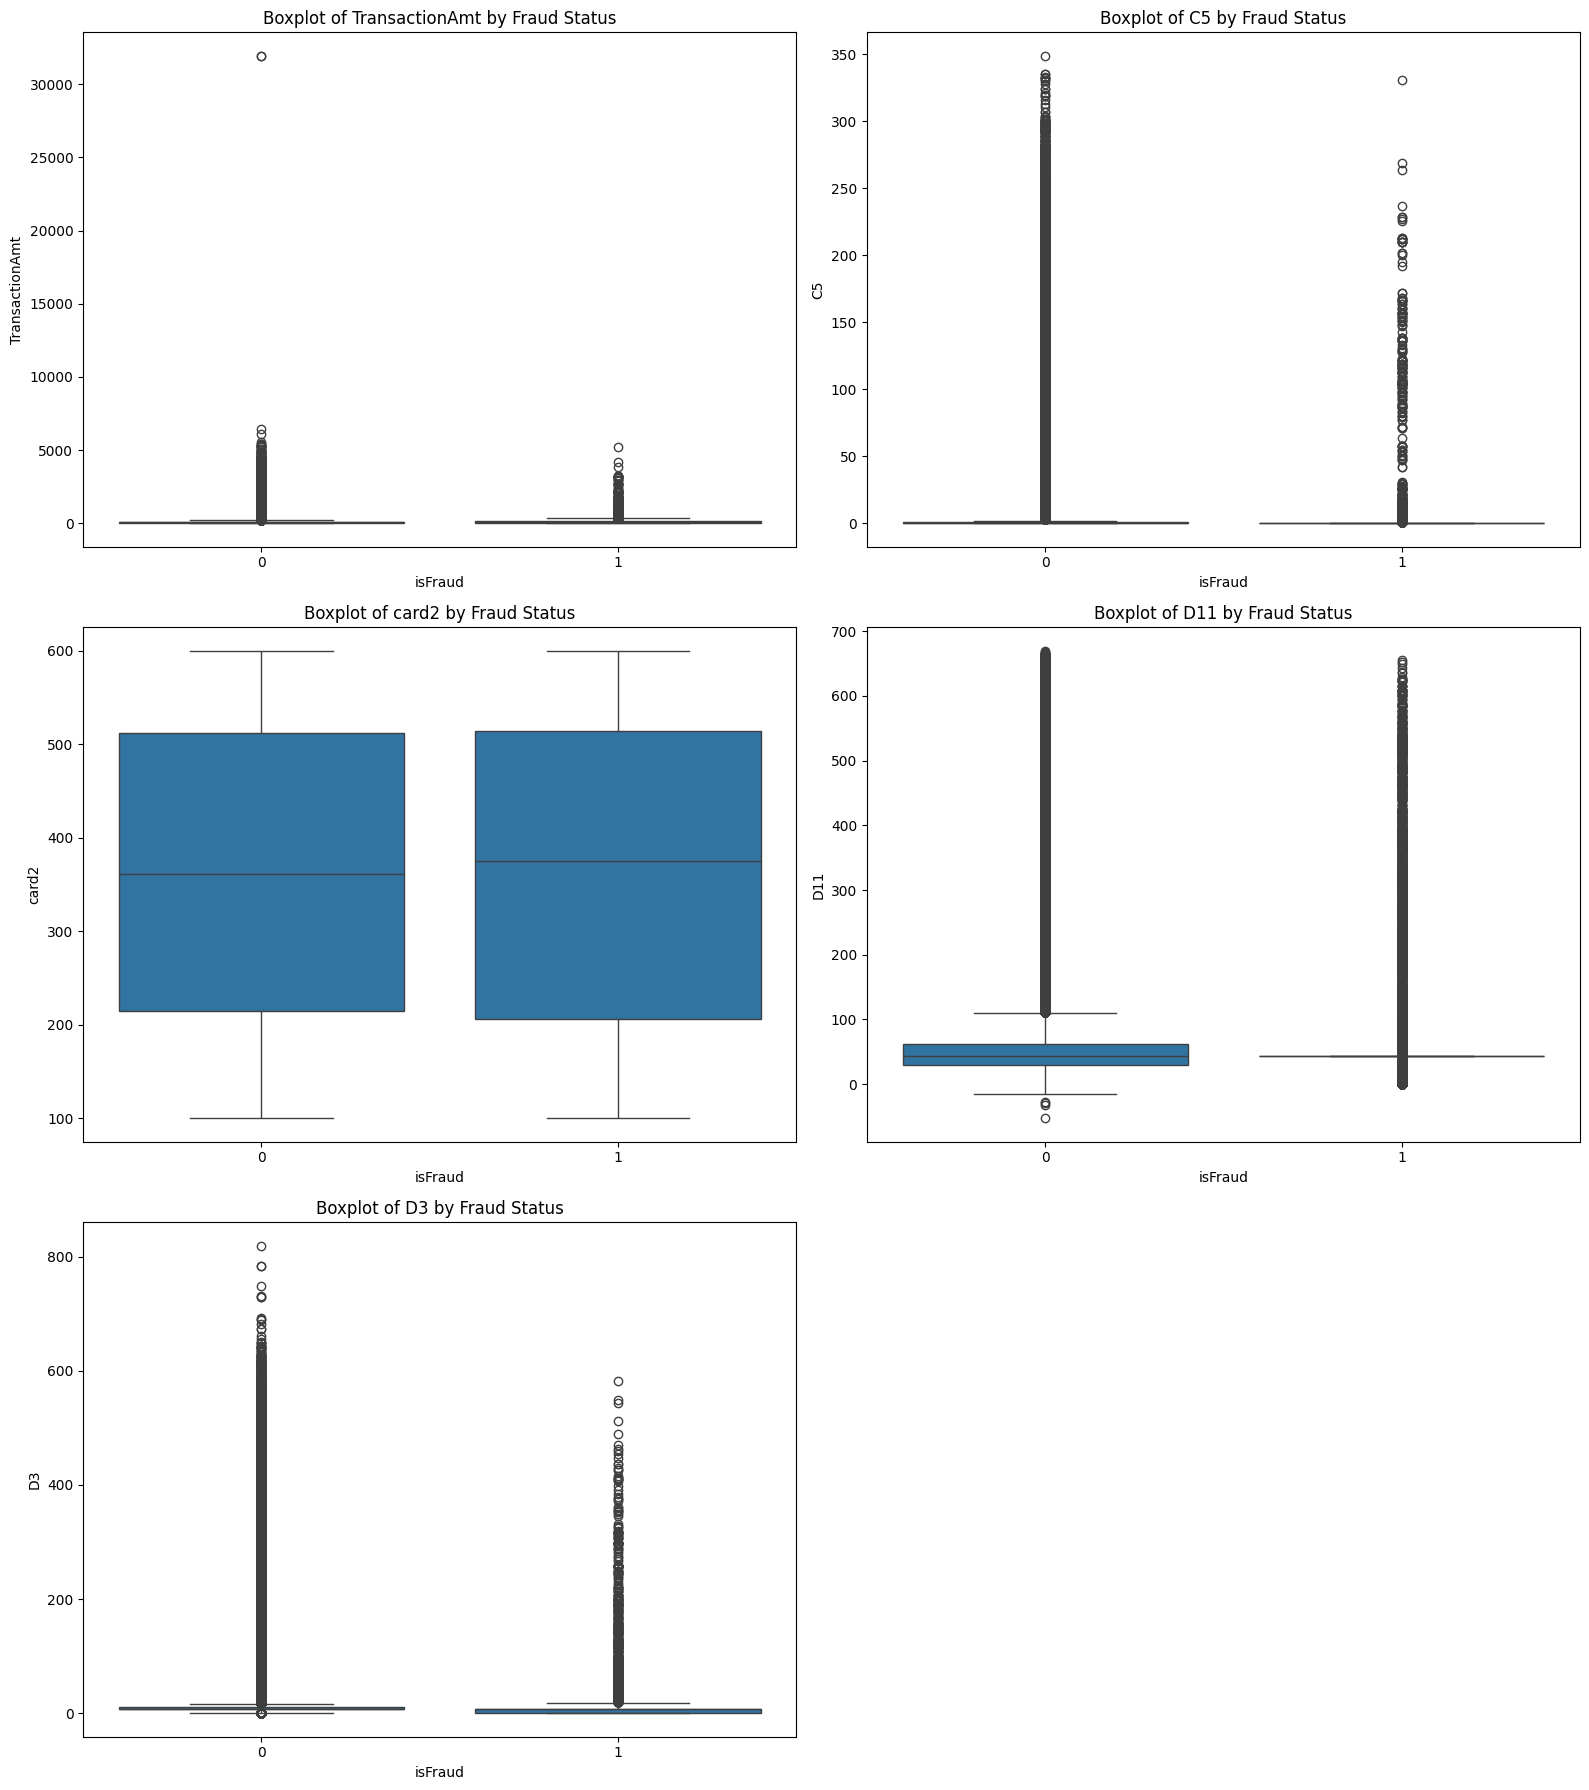 Boxplot of TransactionAmt by Fraud Status
30000
25000
20000
15000
10000
5000
0
TransactionAmt
0 1
isFraud
Boxplot of C5 by Fraud Status
350
300
250
200
150
100
50
0
C5
0 1
isFraud
Boxplot of card2 by Fraud Status
600
500
400
300
200
100
card2
0 1
isFraud
Boxplot of D11 by Fraud Status
700
600
500
400
300
200
100
0
D11
0 1
isFraud
Boxplot of D3 by Fraud Status
800
600
400
200
0
D3
0 1
isFraud